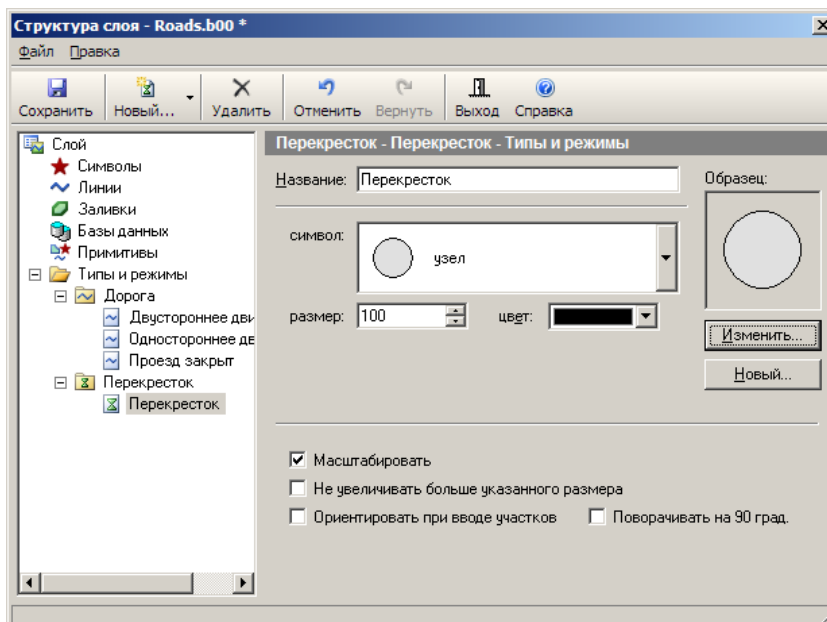 Структура слоя - Roads.b00 *
Файл Правка
Сохранить Новый... Удалить Отменить Вернуть Выход Справка
Слой
Символы
Линии
Заливки
Базы данных
Примитивы
Типы и режимы
Дорога
Двустороннее дви
Одностороннее дв
Проезд закрыт
Перекресток
Перекресток
Перекресток - Перекресток - Типы и режимы
Название: Перекресток
Образец:
символ: узел
размер: 100 цвет:
Изменить...
Новый...
Масштабировать
Не увеличивать больше указанного размера
Ориентировать при вводе участков Поворачивать на 90 град.